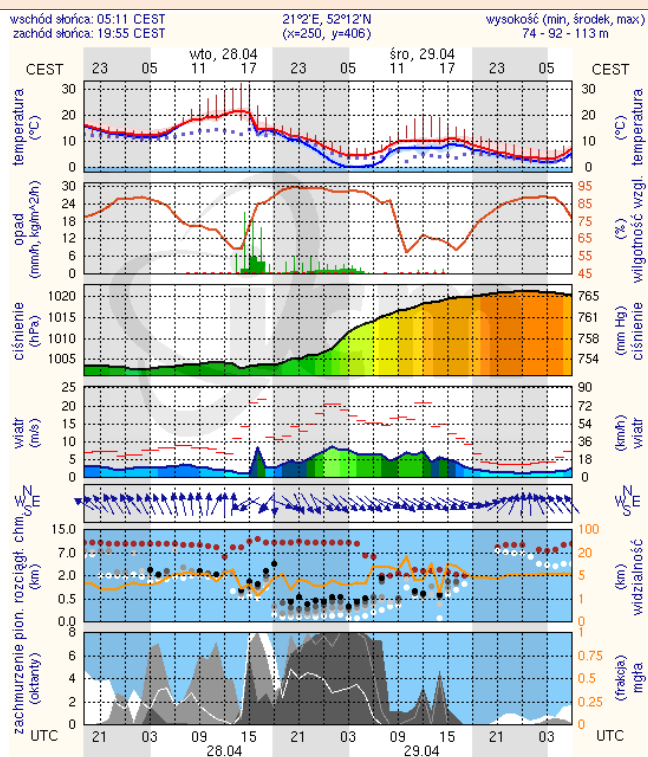 wschód słońca: 05:11 CEST 21°2'E, 52°12'N wysokość (min, środek, max)
zachód słońca: 19:55 CEST (x=250, y=406) 74 - 92 - 113 m
wto, 28.04 śro, 29.04
CEST 23 05 11 17 23 05 11 17 23 05 CEST
temperatura
(°C)
30
20
10
0
30
20
10
0
temperatura
(°C)
opad
(mm/h, kg/m^2/h)
30
24
18
12
6
0
95
85
75
65
55
45
(%)
wilgotność wzgl.
ciśnienie
(hPa)
1020
1015
1010
1005
765
761
758
754
(mm Hg)
ciśnienie
wiatr
(m/s)
25
20
15
10
5
0
90
72
54
36
18
0
(km/h)
wiatr
N
W E
S
N
W E
S
pion. rozciągł. chm.
(km)
15.0
7.0
2.0
0.5
0.0
100
20
5
1
0
(km)
widzialność
zachmurzenie
(oktanty)
8
6
4
2
0
1
0.75
0.5
0.25
0
(frakcja)
mgła
UTC 21 03 09 15 21 03 09 15 21 03 UTC
28.04 29.04